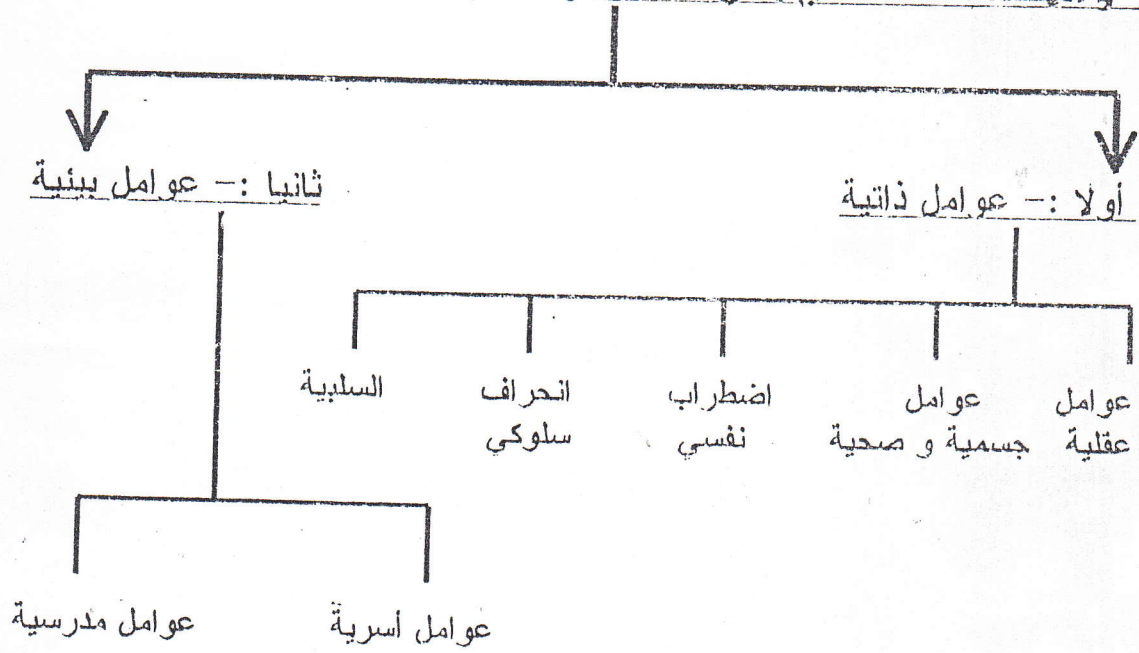 أولا :- عوامل ذاتية
ثانيا :- عوامل بيئية
عوامل
عقلية
عوامل
جسمية و صحية
اضطراب
نفسي
انحراف
سلوكي
السلبية
عوامل أسرية
عوامل مدرسية